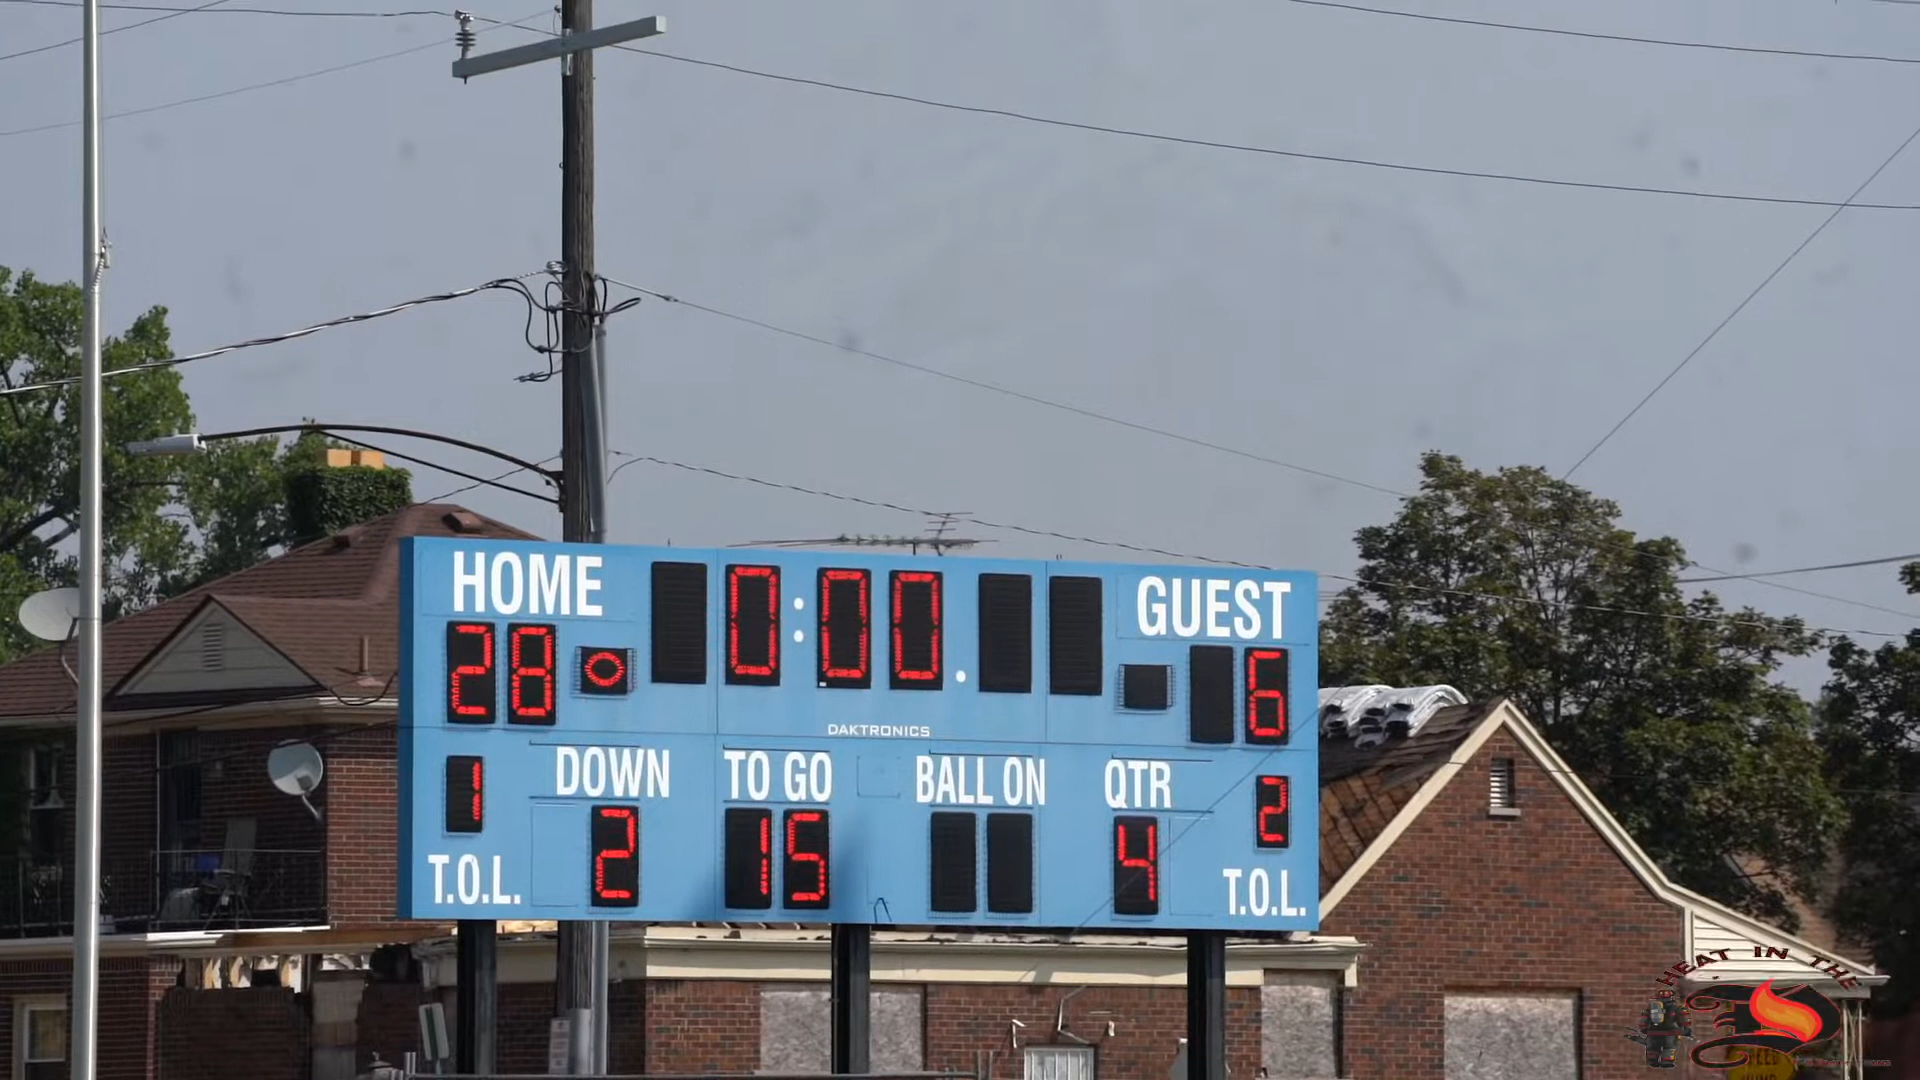 HOME 0:00. GUEST
28 6
DAKTRONICS
DOWN TO GO BALL ON QTR
1 2 15 4 2
T.O.L. T.O.L.
HEAT IN THE